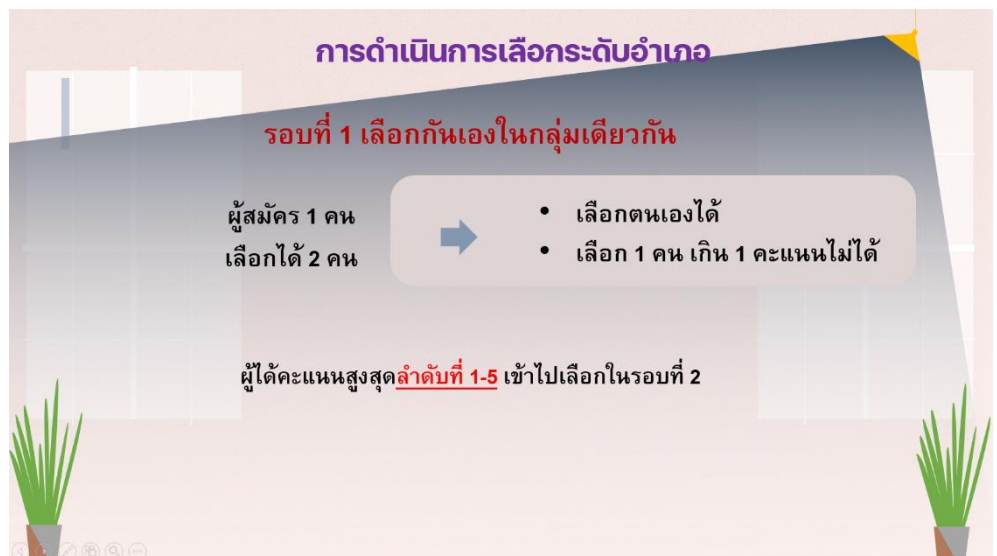 การดำเนินการเลือกระดับอำเภอ
รอบที่ 1 เลือกกันเองในกลุ่มเดียวกัน
ผู้สมัคร 1 คน
เลือกได้ 2 คน
• เลือกตนเองได้
• เลือก 1 คน เกิน 1 คะแนนไม่ได้
ผู้ได้คะแนนสูงสุดลำดับที่ 1-5 เข้าไปเลือกในรอบที่ 2